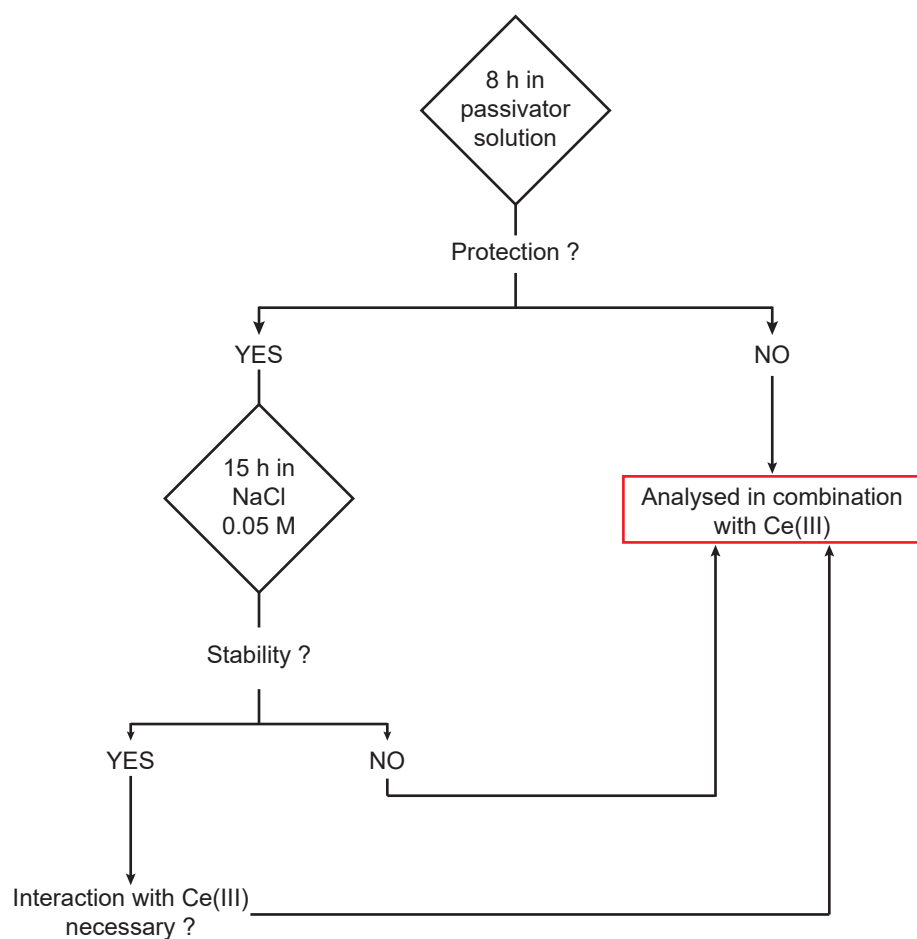 8 h in
passivator
solution
Protection ?
YES
NO
15 h in
NaCl
0.05 M
Analysed in combination
with Ce(III)
Stability ?
YES
NO
Interaction with Ce(III)
necessary ?